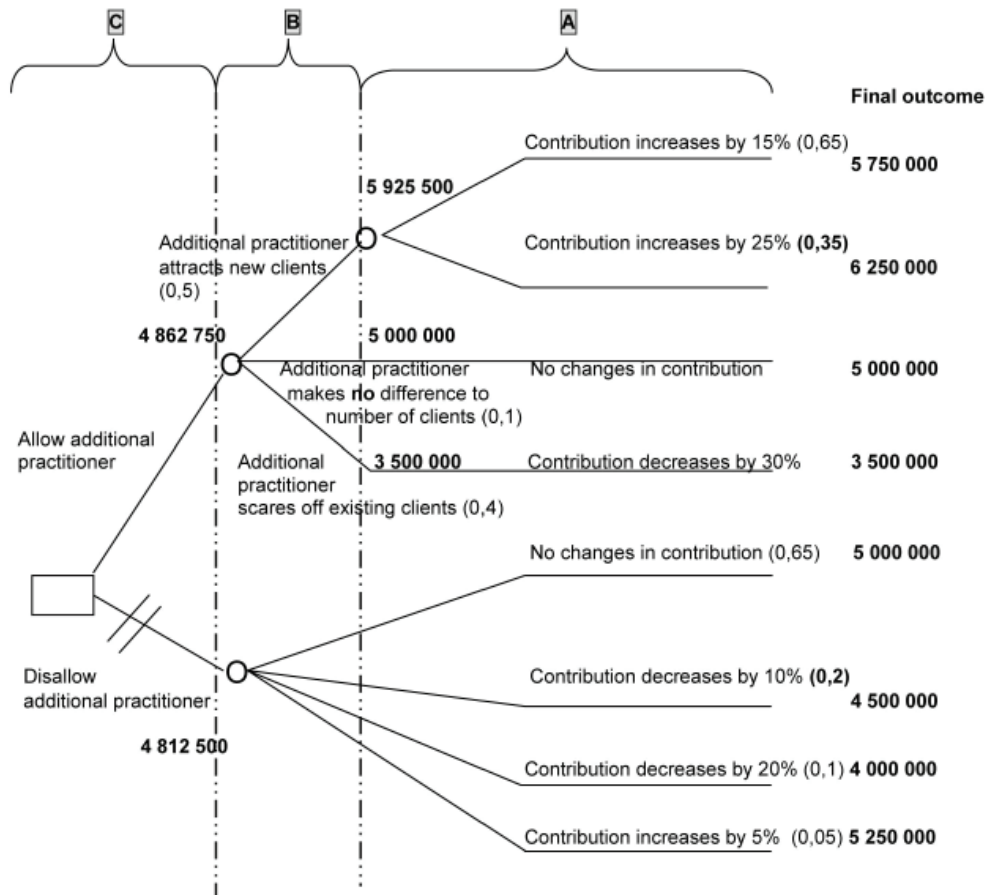 C B A
Final outcome
Contribution increases by 15% (0,65)
5 750 000
5 925 500
Additional practitioner
attracts new clients
(0,5)
Contribution increases by 25% (0,35)
6 250 000
4 862 750
5 000 000
Additional practitioner
makes no difference to
number of clients (0,1)
No changes in contribution
5 000 000
Allow additional
practitioner
Additional
practitioner
scares off existing clients (0,4)
3 500 000
Contribution decreases by 30%
3 500 000
No changes in contribution (0,65)
5 000 000
Disallow
additional practitioner
4 812 500
Contribution decreases by 10% (0,2)
4 500 000
Contribution decreases by 20% (0,1) 4 000 000
Contribution increases by 5% (0,05) 5 250 000